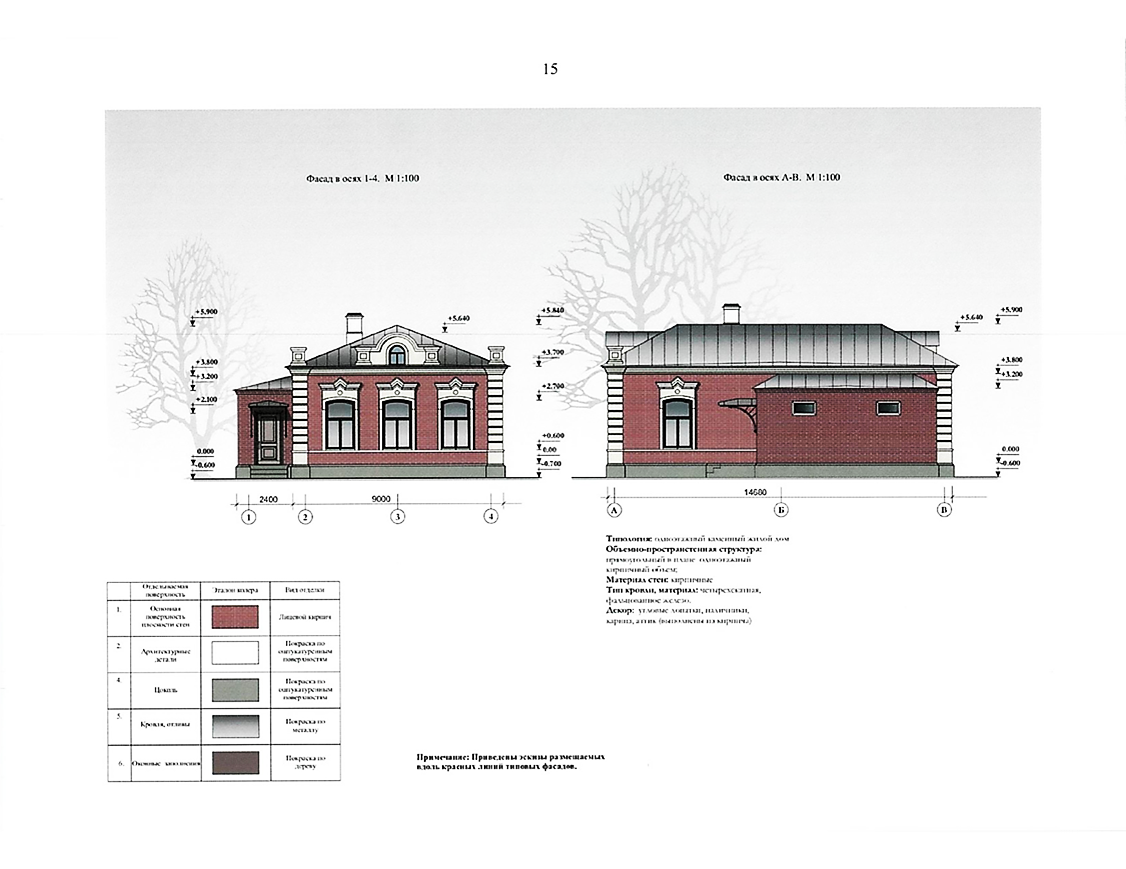 15
Фасад в осях 1-4. М 1:100
Фасад в осях А-В. М 1:100
+5.900
+3.800
+3.200
+2.100
0.000
-0.600
+5.640
+5.840
+3.700
+2.700
+0.600
0.00
-0.700
+5.640
+5.900
+3.800
+3.200
0.000
-0.600
2400
9000
14680
1
2
3
4
А
Б
В
Типология: одноэтажный каменный жилой дом
Объемно-пространственная структура:
прямоугольный в плане одноэтажный
кирпичный объем;
Материал стен: кирпичные
Тип кровли, материал: четырехскатная,
фальцованное железо.
Декор: угловые лопатки, наличники,
карниз, аттик (выполнены из кирпича)
Отделываемая поверхность
Эталон колера
Вид отделки
1.
Основная
поверхность
плоскости стен
Лицевой кирпич
2.
Архитектурные
детали
Покраска по
оштукатуренным
поверхностям
4.
Цоколь
Покраска по
оштукатуренным
поверхностям
5.
Кровля, отливы
Покраска по
металлу
6.
Оконные заполнения
Покраска по
дереву
Примечание: Приведены эскизы размещаемых
вдоль красных линий типовых фасадов.